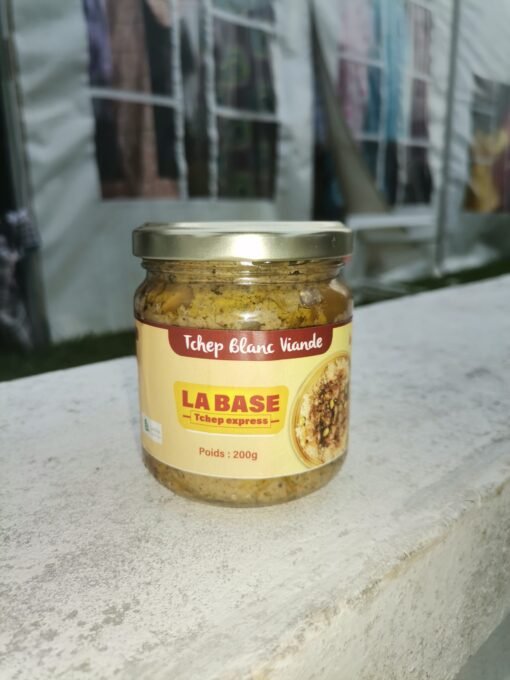 Tchep Blanc Viande
LA BASE
Tchep express
Poids : 200g